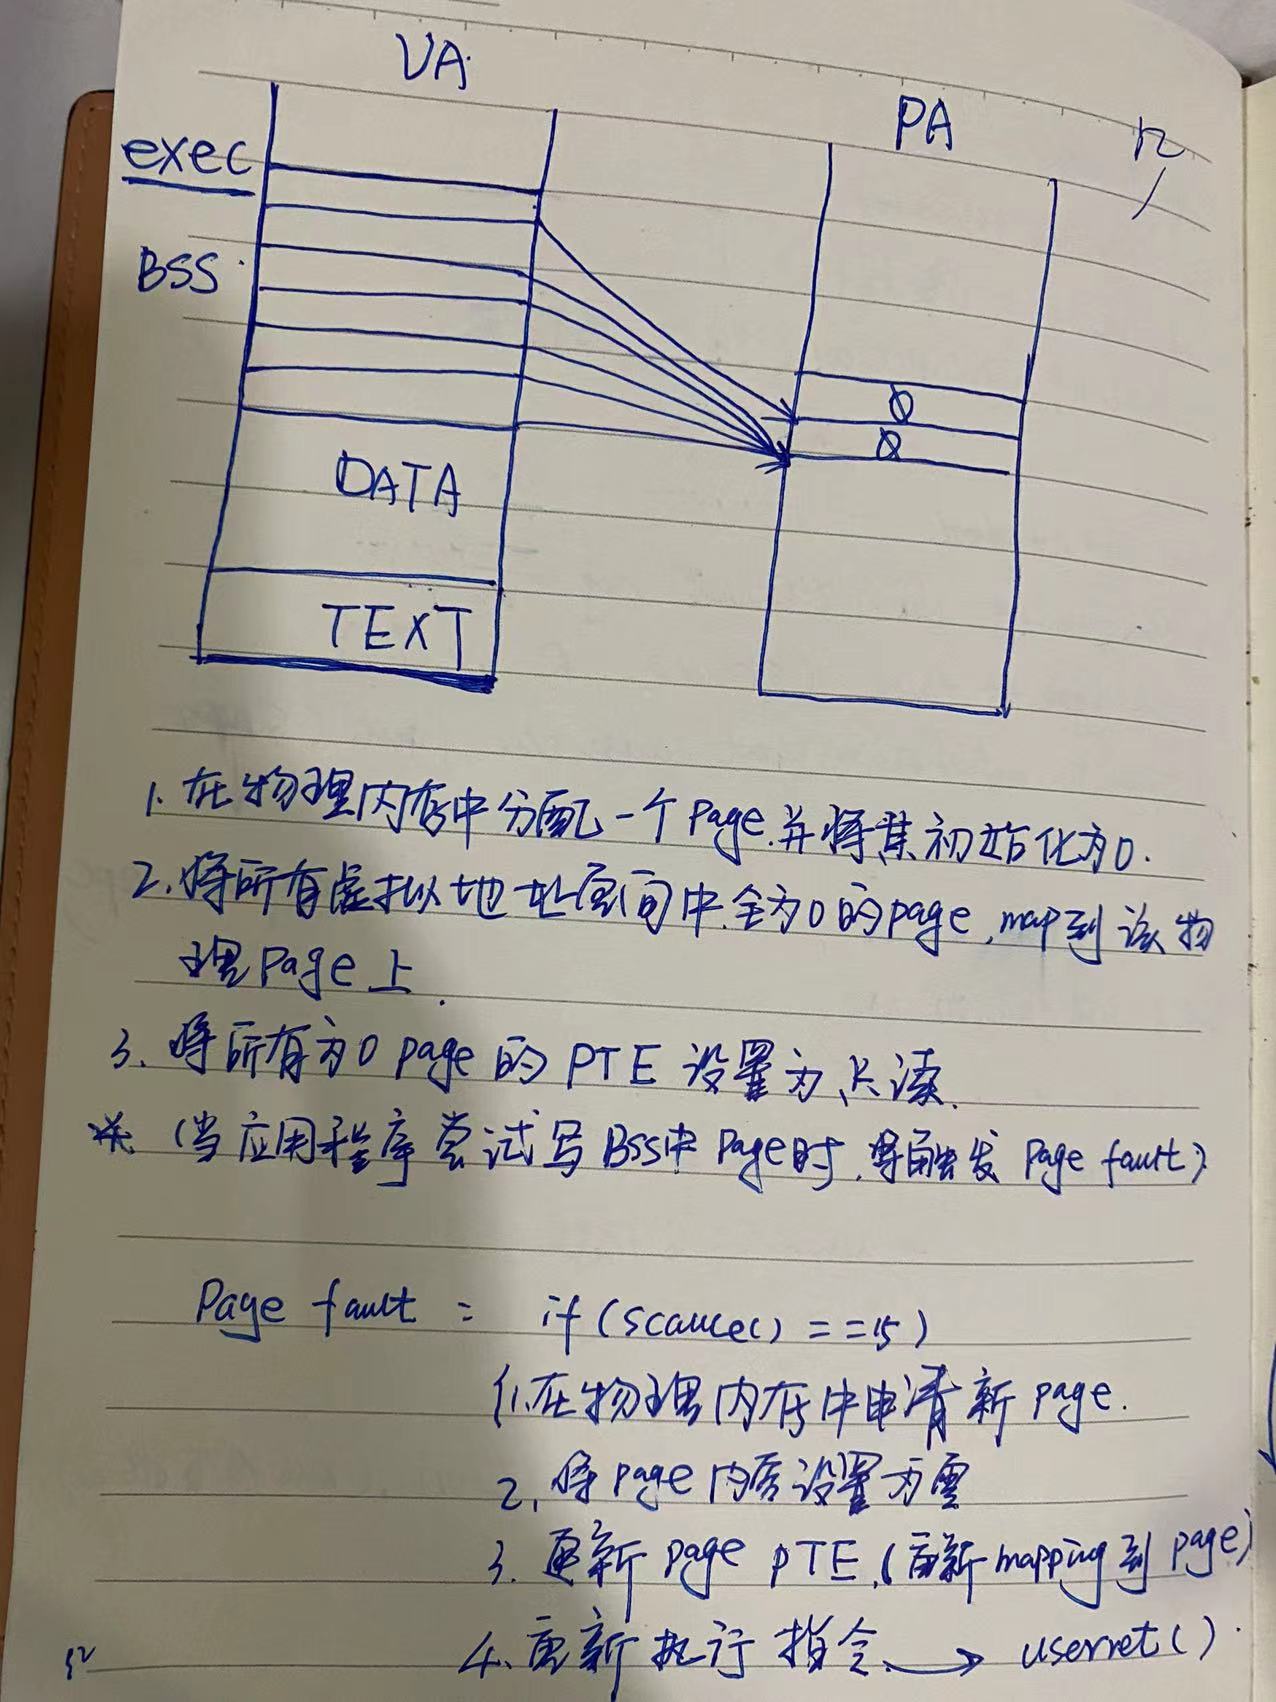 VA
PA
exec
BSS
0
0
DATA
TEXT
1. 在物理内存中分配一个page.并将其初始化为0.
2. 将所有虚拟地址空间中.全为0的page,map到该物
理page上.
3. 将所有为0 page的PTE设置为只读.
* (当应用程序尝试写BSS中page时.将触发Page fault)
Page fault : if(scause()==15)
1.在物理内存中申请新page.
2. 将page内容设置为零
3. 更新page PTE.(重新mapping到page)
4. 重新执行指令. → userret().